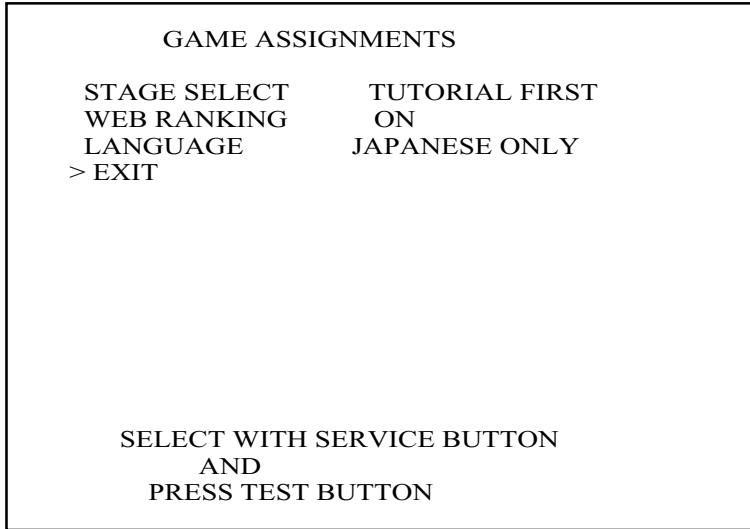 GAME ASSIGNMENTS
STAGE SELECT TUTORIAL FIRST
WEB RANKING ON
LANGUAGE JAPANESE ONLY
> EXIT
SELECT WITH SERVICE BUTTON
AND
PRESS TEST BUTTON